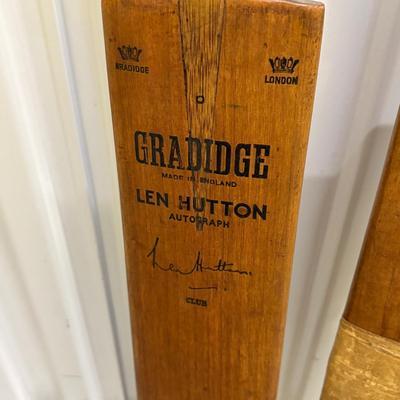 GRADIDGE LONDON
GRADIDGE
MADE IN ENGLAND
LEN HUTTON
AUTOGRAPH
Len Hutton
CLUB